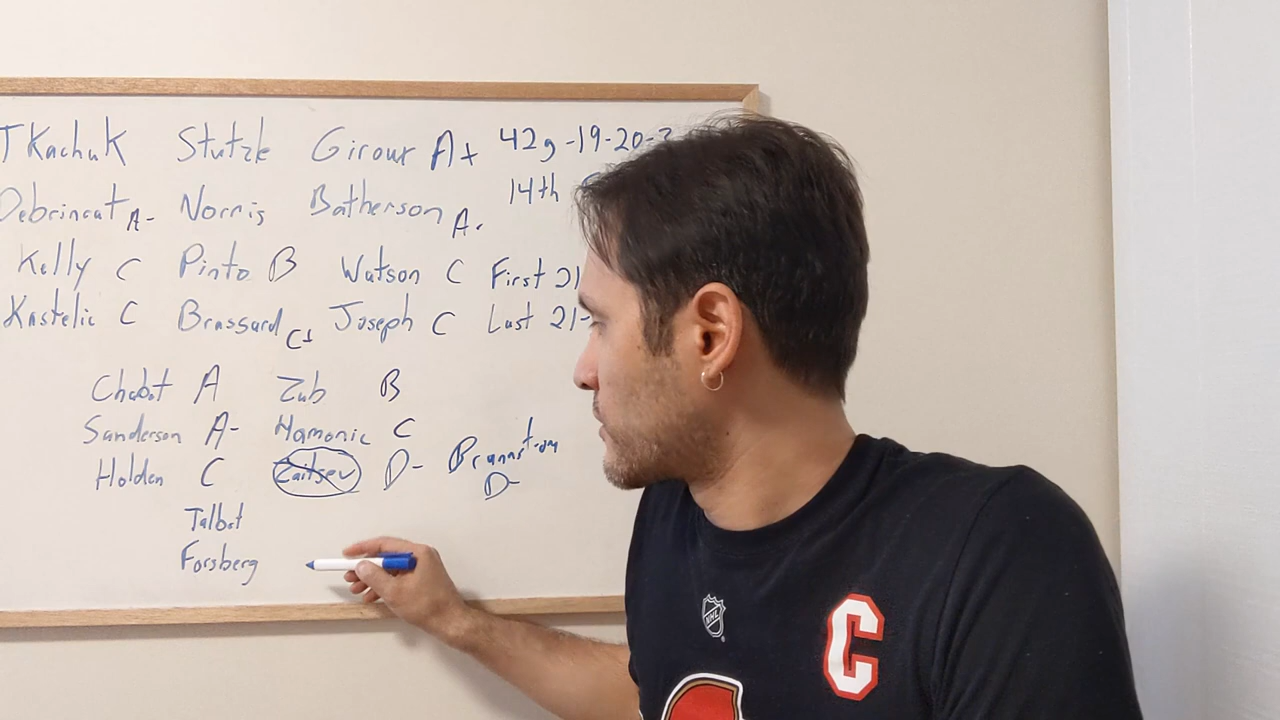 TKachuK Stutzle Giroux A+ 42g-19-20-3
Debrincat A- Norris Batherson A-
14th
Kelly C Pinto B Watson C First 21
Kastelic C Brassard C+ Joseph C Last 21-
Chabot A Zub B
Sanderson A- Hamonic C
Holden C Zaitsev D- Brannstrom
D-
Talbot
Forsberg
NHL
C